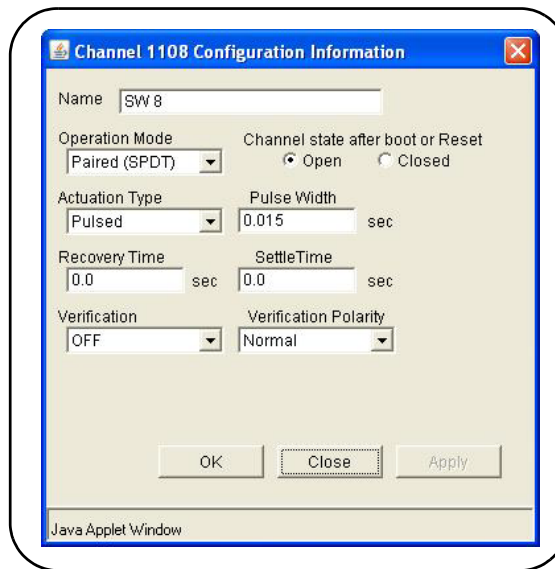 Channel 1108 Configuration Information
Name SW 8
Operation Mode Channel state after boot or Reset
Paired (SPDT) Open Closed
Actuation Type Pulse Width
Pulsed 0.015 sec
Recovery Time SettleTime
0.0 sec 0.0 sec
Verification Verification Polarity
OFF Normal
OK Close Apply
Java Applet Window